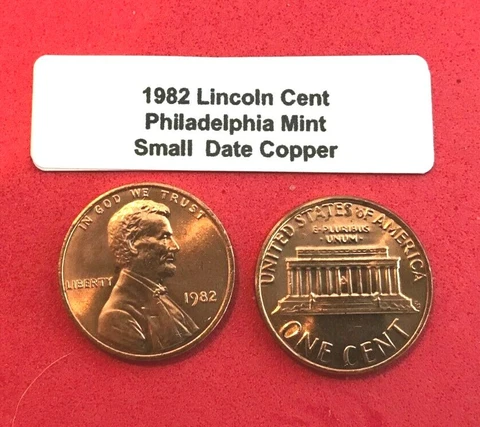 1982 Lincoln Cent
Philadelphia Mint
Small Date Copper
IN GOD WE TRUST
LIBERTY
1982
UNITED STATES OF AMERICA
E·PLURIBUS
·UNUM·
ONE CENT